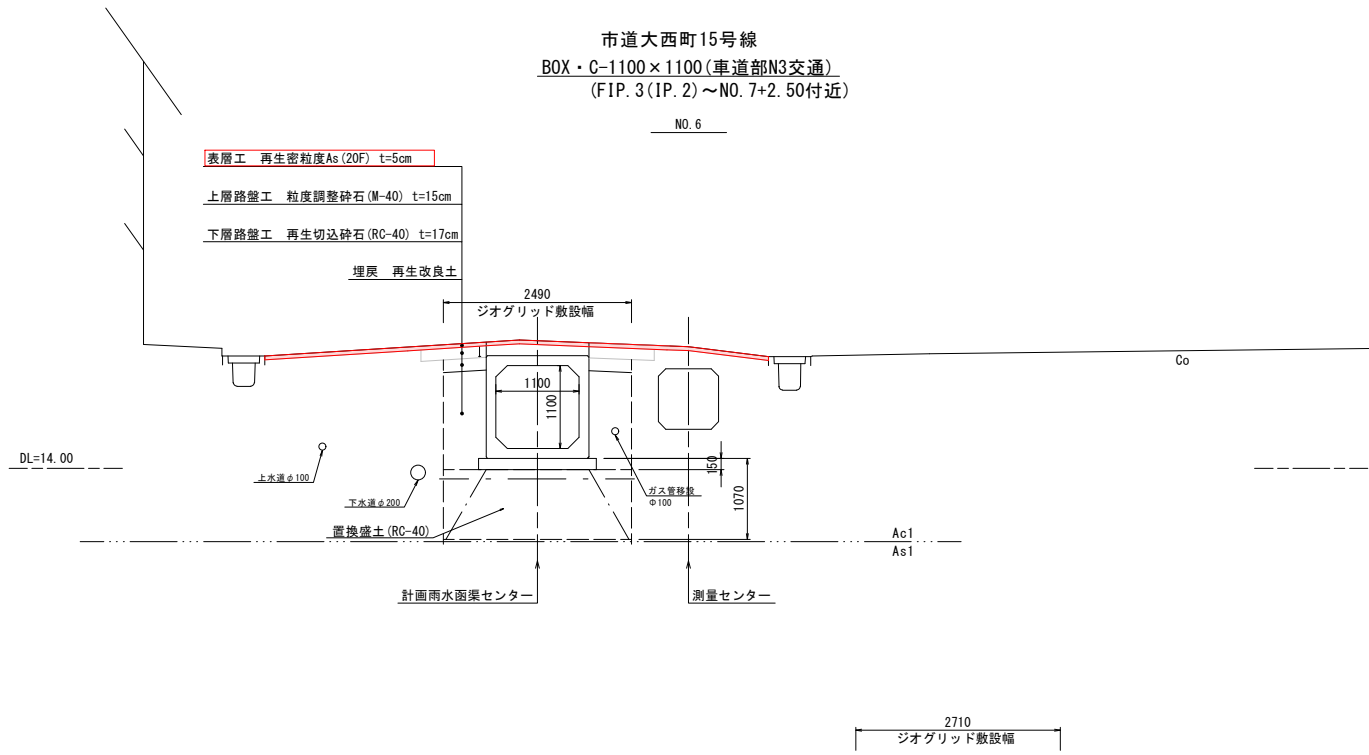 市道大西町15号線
BOX・C-1100×1100(車道部N3交通)
(FIP.3(IP.2)～NO.7+2.50付近)
NO.6
表層工 再生密粒度As(20F) t=5cm
上層路盤工 粒度調整砕石(M-40) t=15cm
下層路盤工 再生切込砕石(RC-40) t=17cm
埋戻 再生改良土
2490
ジオグリッド敷設幅
Co
1100
1100
DL=14.00
上水道φ100
下水道φ200
ガス管移設
Φ100
150
1070
置換盛土(RC-40)
Ac1
As1
計画雨水函渠センター
測量センター
2710
ジオグリッド敷設幅